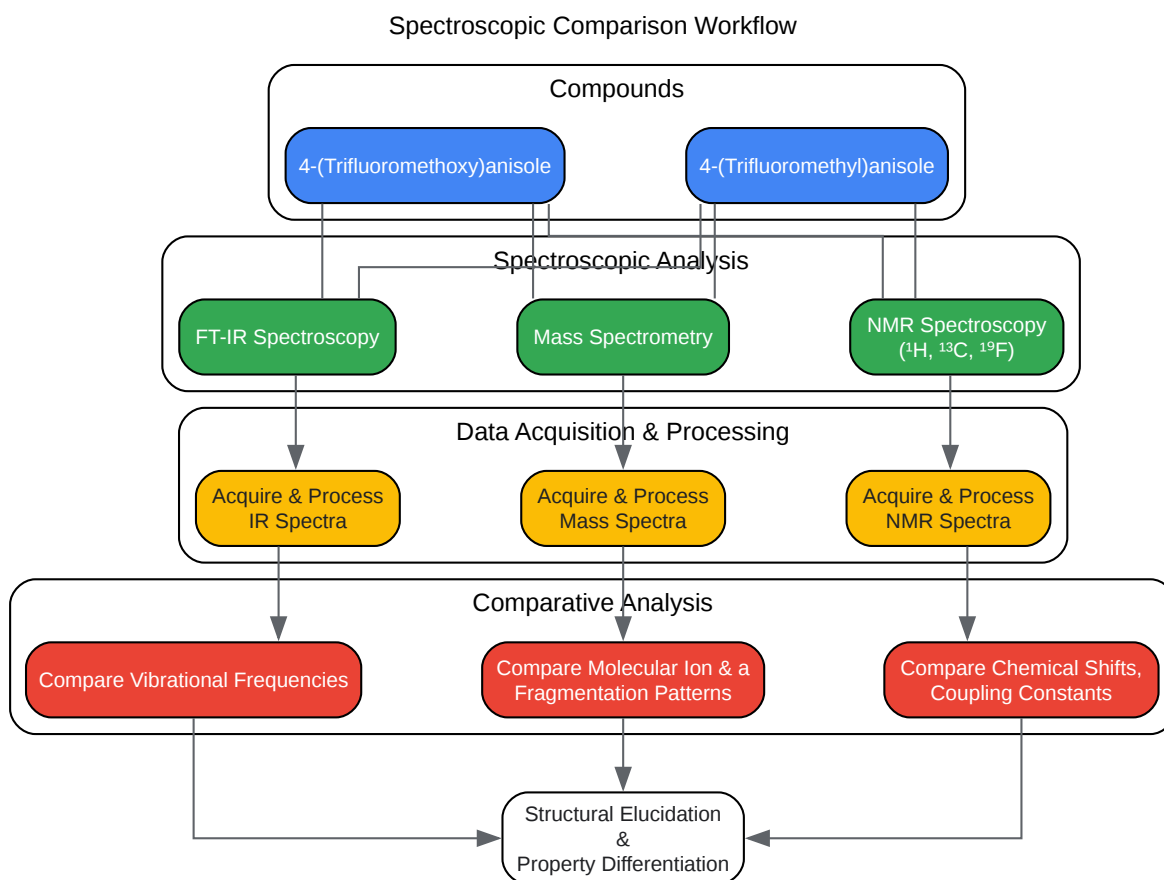 Spectroscopic Comparison Workflow
Compounds
4-(Trifluoromethoxy)anisole
4-(Trifluoromethyl)anisole
Spectroscopic Analysis
FT-IR Spectroscopy
Mass Spectrometry
NMR Spectroscopy
(¹H, ¹³C, ¹⁹F)
Data Acquisition & Processing
Acquire & Process
IR Spectra
Acquire & Process
Mass Spectra
Acquire & Process
NMR Spectra
Comparative Analysis
Compare Vibrational Frequencies
Compare Molecular Ion & a
Fragmentation Patterns
Compare Chemical Shifts,
Coupling Constants
Structural Elucidation
&
Property Differentiation